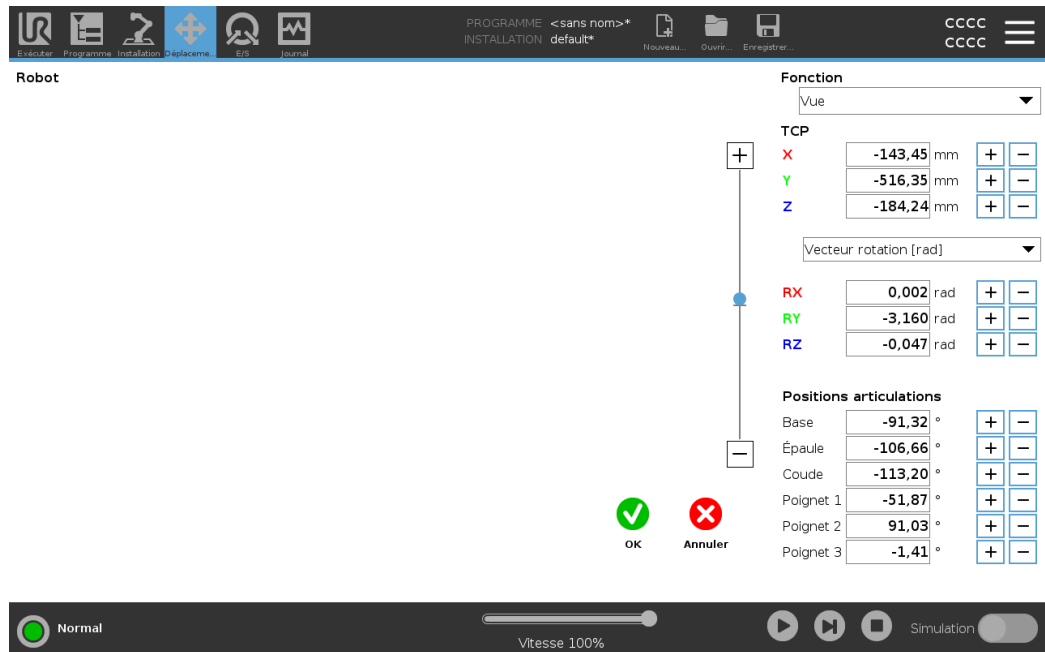 UR
Exécuter
Programme
Installation
Déplaceme...
E/S
Journal
PROGRAMME <sans nom>*
INSTALLATION default*
Nouveau...
Ouvrir...
Enregistrer...
CCCC
CCCC
Robot
Fonction
Vue
TCP
X -143,45 mm + −
Y -516,35 mm + −
Z -184,24 mm + −
Vecteur rotation [rad]
RX 0,002 rad + −
RY -3,160 rad + −
RZ -0,047 rad + −
Positions articulations
Base -91,32 ° + −
Épaule -106,66 ° + −
Coude -113,20 ° + −
Poignet 1 -51,87 ° + −
Poignet 2 91,03 ° + −
Poignet 3 -1,41 ° + −
OK
Annuler
Normal
Vitesse 100%
Simulation